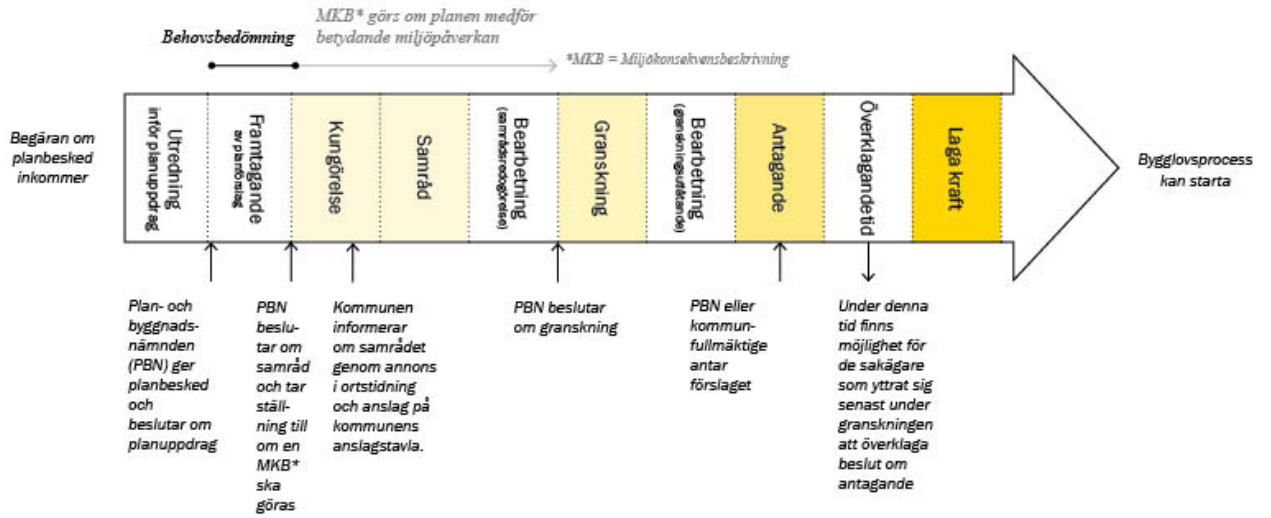 MKB* görs om planen medför
betydande miljöpåverkan
Behovsbedömning
*MKB = Miljökonsekvensbeskrivning
Begäran om
planbesked
inkommer
Utredning
inför planuppdrag
Framtagande
av planförslag
Kungörelse
Samråd
Bearbetning
(samrådsredogörelse)
Granskning
Bearbetning
(granskningsutlåtande)
Antagande
Överklagandetid
Laga kraft
Bygglovsprocess
kan starta
Plan- och
byggnads-
nämnden
(PBN) ger
planbesked
och
beslutar om
planuppdrag
PBN
beslu-
tar om
samråd
och tar
ställ-
ning till
om en
MKB*
ska
göras
Kommunen
informerar
om samrådet
genom annons
i ortstidning
och anslag på
kommunens
anslagstavla.
PBN beslutar
om granskning
PBN eller
kommun-
fullmäktige
antar
förslaget
Under denna
tid finns
möjlighet för
de sakägare
som yttrat sig
senast under
granskningen
att överklaga
beslut om
antagande